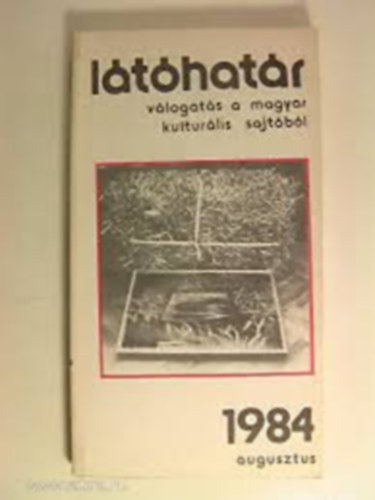 látóhatár
válogatás a magyar
kulturális sajtóból
1984
augusztus